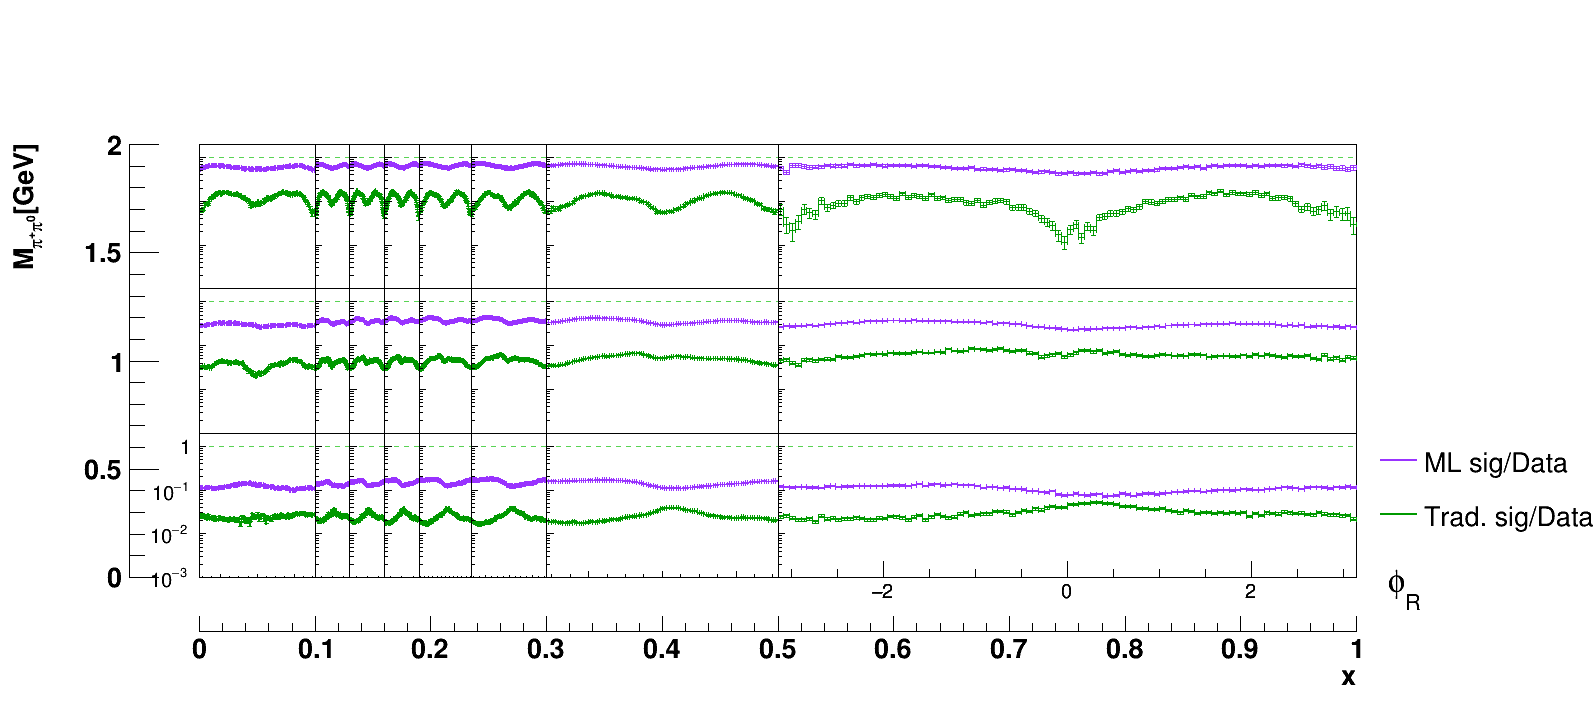 M_{π⁺π⁰}[GeV]
2
1.5
1
0.5
0
1
10⁻¹
10⁻²
10⁻³
ML sig/Data
Trad. sig/Data
−2 0 2
ϕ_R
0 0.1 0.2 0.3 0.4 0.5 0.6 0.7 0.8 0.9 1
x